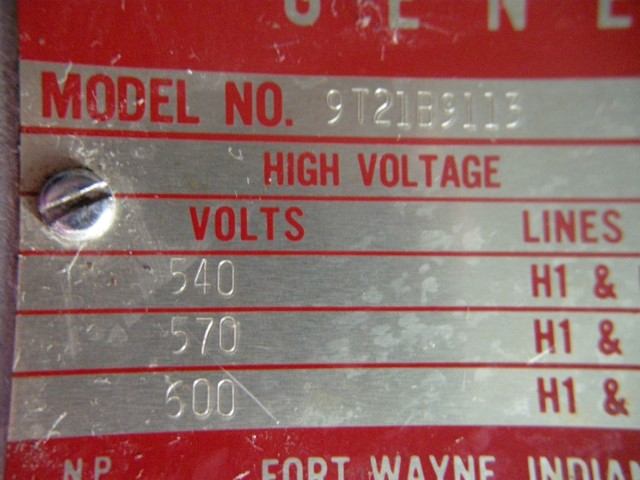 GENE
MODEL NO. 9T21B9113
HIGH VOLTAGE
VOLTS LINES
540 H1 &
570 H1 &
600 H1 &
N.P. FORT WAYNE, INDIAN